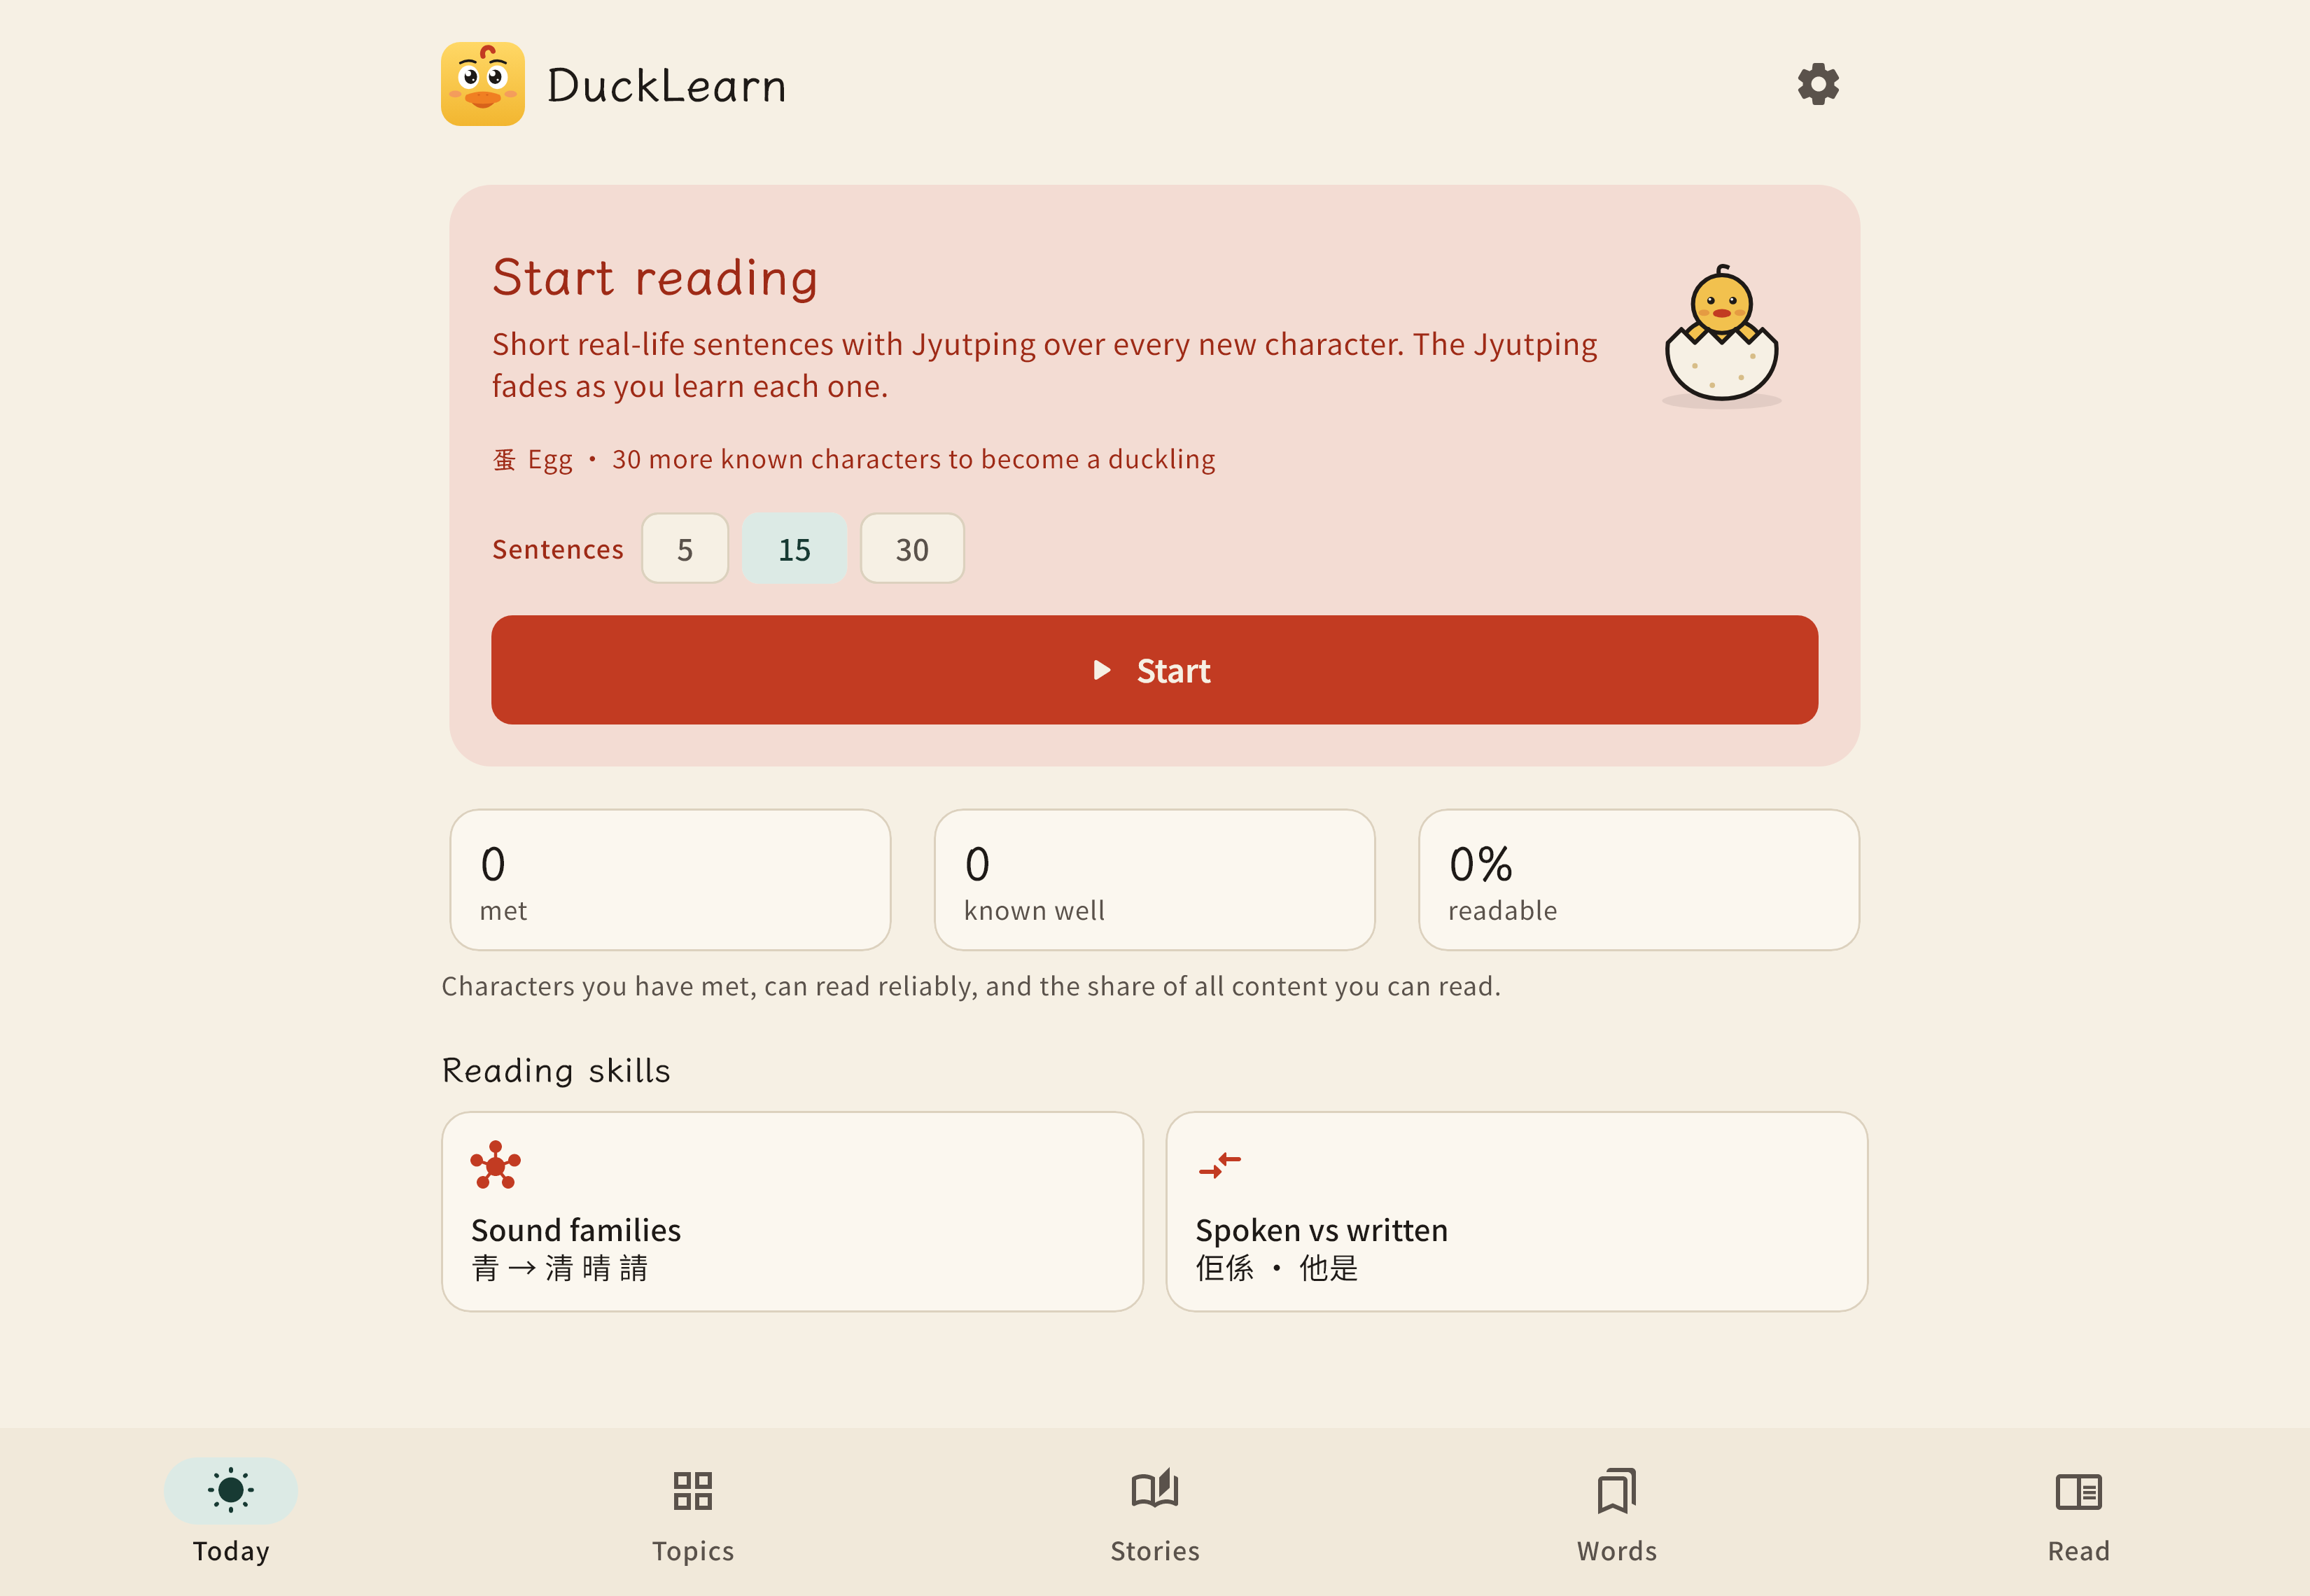 DuckLearn
Start reading
Short real-life sentences with Jyutping over every new character. The Jyutping
fades as you learn each one.
蛋 Egg · 30 more known characters to become a duckling
Sentences 5 15 30
Start
0 0 0%
met known well readable
Characters you have met, can read reliably, and the share of all content you can read.
Reading skills
Sound families Spoken vs written
青 → 清 晴 請 佢係 · 他是
Today Topics Stories Words Read